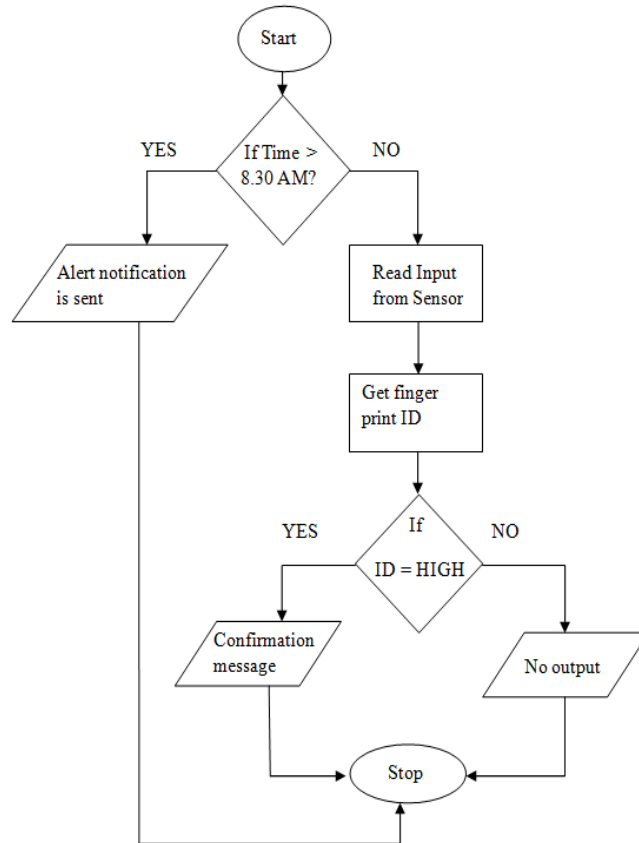 Start
If Time >
8.30 AM?
YES
NO
Alert notification
is sent
Read Input
from Sensor
Get finger
print ID
If
ID = HIGH
YES
NO
Confirmation
message
No output
Stop